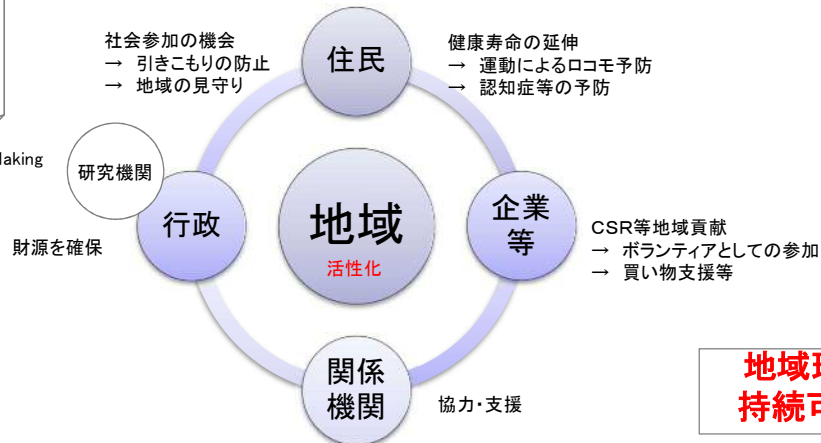 社会参加の機会
→ 引きこもりの防止
→ 地域の見守り
住民
健康寿命の延伸
→ 運動によるロコモ予防
→ 認知症等の予防
研究機関
行政
財源を確保
地域
活性化
企業
等
CSR等地域貢献
→ ボランティアとしての参加
→ 買い物支援等
関係
機関
協力・支援
地域
持続可